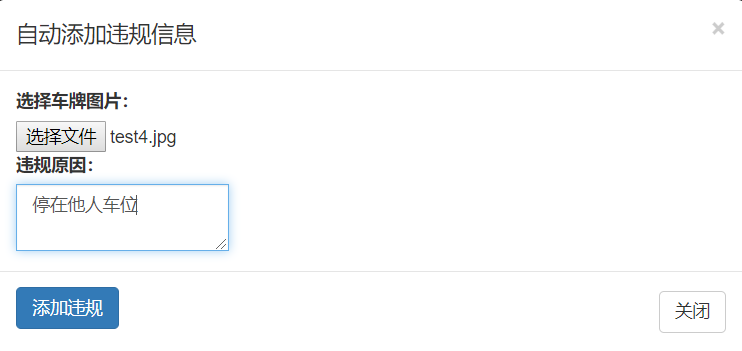 自动添加违规信息
×
选择车牌图片：
选择文件 test4.jpg
违规原因：
停在他人车位
添加违规
关闭